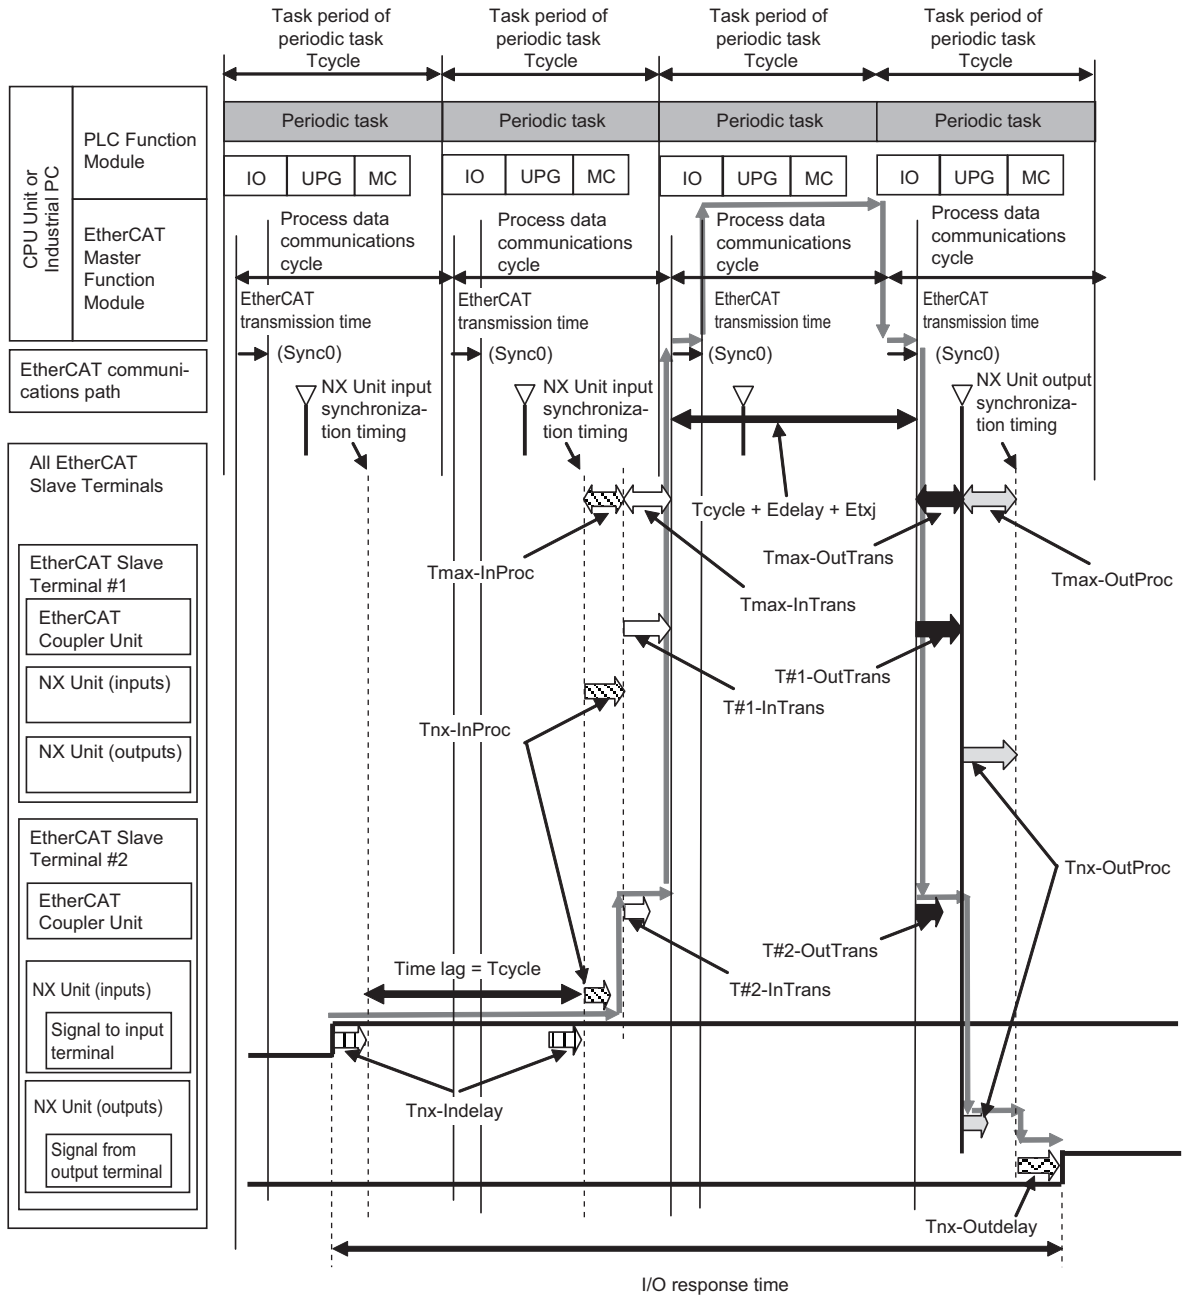 Task period of
periodic task
Tcycle
Task period of
periodic task
Tcycle
Task period of
periodic task
Tcycle
Task period of
periodic task
Tcycle
CPU Unit or
Industrial PC
PLC Function
Module
Periodic task
Periodic task
Periodic task
Periodic task
IO
UPG
MC
IO
UPG
MC
IO
UPG
MC
IO
UPG
MC
EtherCAT
Master
Function
Module
Process data
communications
cycle
Process data
communications
cycle
Process data
communications
cycle
Process data
communications
cycle
EtherCAT
transmission time
(Sync0)
EtherCAT
transmission time
(Sync0)
EtherCAT
transmission time
(Sync0)
EtherCAT
transmission time
(Sync0)
EtherCAT communi-
cations path
NX Unit input
synchroniza-
tion timing
NX Unit input
synchroniza-
tion timing
NX Unit output
synchroniza-
tion timing
All EtherCAT
Slave Terminals
Tcycle + Edelay + Etxj
Tmax-InProc
Tmax-InTrans
Tmax-OutTrans
Tmax-OutProc
EtherCAT Slave
Terminal #1
EtherCAT
Coupler Unit
T#1-InTrans
T#1-OutTrans
NX Unit (inputs)
Tnx-InProc
NX Unit (outputs)
Tnx-OutProc
EtherCAT Slave
Terminal #2
EtherCAT
Coupler Unit
T#2-OutTrans
T#2-InTrans
Time lag = Tcycle
NX Unit (inputs)
Signal to input
terminal
Tnx-Indelay
NX Unit (outputs)
Signal from
output terminal
Tnx-Outdelay
I/O response time